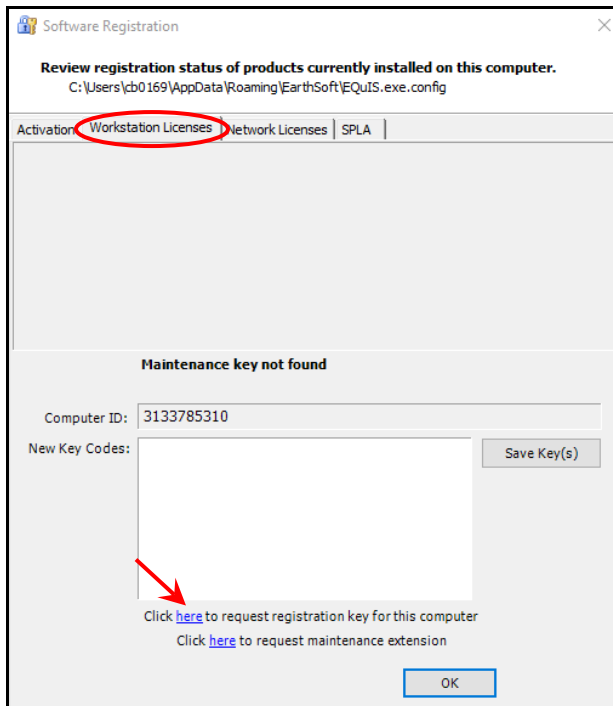 Software Registration
Review registration status of products currently installed on this computer.
C:\Users\cb0169\AppData\Roaming\EarthSoft\EQuIS.exe.config
Activation Workstation Licenses Network Licenses SPLA
Maintenance key not found
Computer ID: 3133785310
New Key Codes: Save Key(s)
Click here to request registration key for this computer
Click here to request maintenance extension
OK